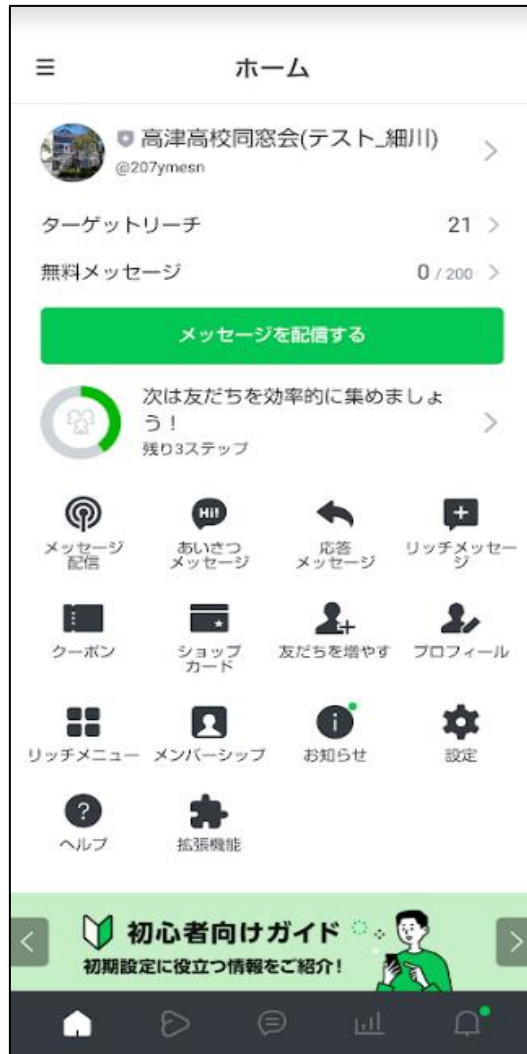 ホーム
高津高校同窓会(テスト_細川)
@207ymesn
ターゲットリーチ 21
無料メッセージ 0 / 200
メッセージを配信する
次は友だちを効率的に集めましょ
う！
残り3ステップ
Hi!
メッセージ
配信
あいさつ
メッセージ
応答
メッセージ
リッチメッセー
ジ
クーポン
ショップ
カード
友だちを増やす
プロフィール
リッチメニュー
メンバーシップ
お知らせ
設定
ヘルプ
拡張機能
初心者向けガイド
初期設定に役立つ情報をご紹介！